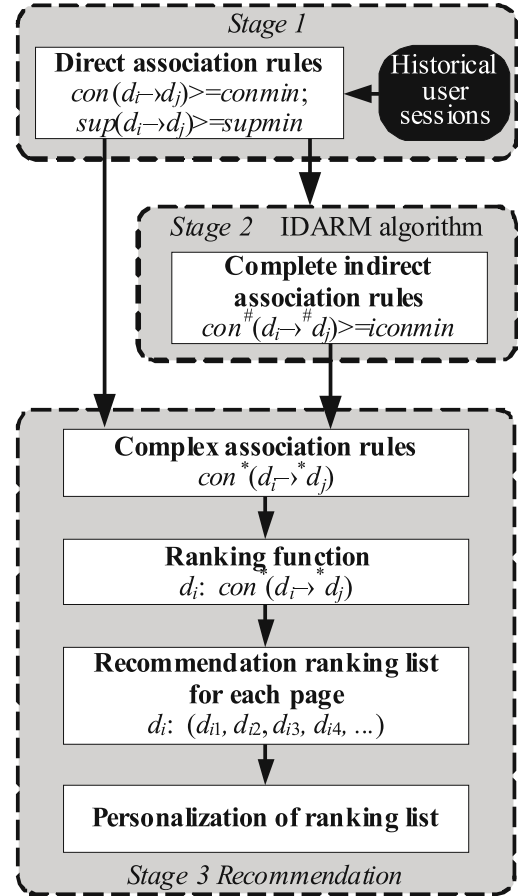 Stage 1
Direct association rules
con(di→dj)>=conmin;
sup(di→dj)>=supmin
Historical
user
sessions
Stage 2 IDARM algorithm
Complete indirect
association rules
con#(di→#dj)>=iconmin
Complex association rules
con*(di→*dj)
Ranking function
di: con*(di→*dj)
Recommendation ranking list
for each page
di: (di1, di2, di3, di4, ...)
Personalization of ranking list
Stage 3 Recommendation